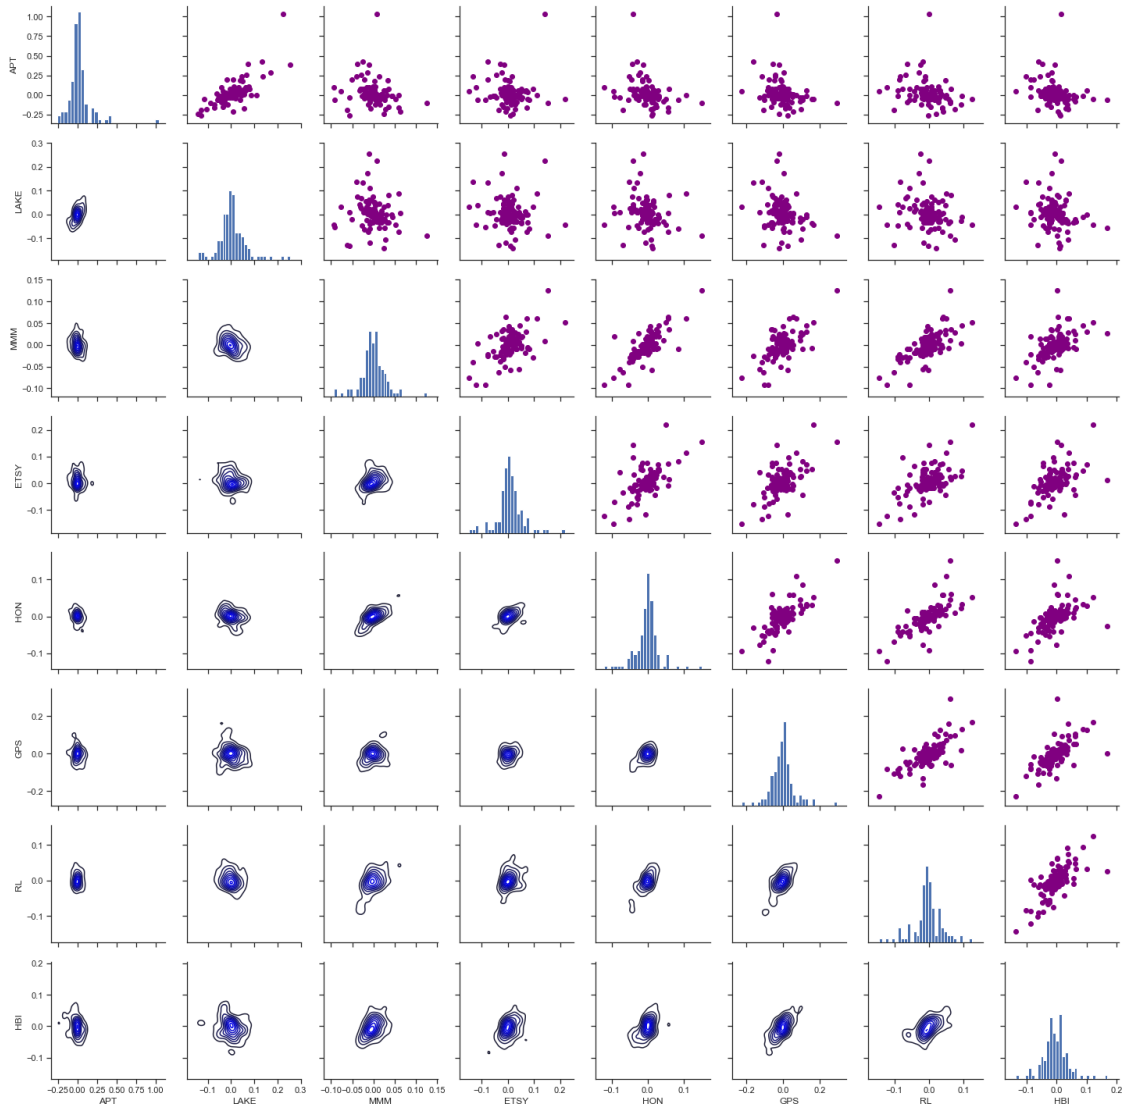 1.00
0.75
0.50
0.25
0.00
−0.25
APT
0.3
0.2
0.1
0.0
−0.1
LAKE
0.15
0.10
0.05
0.00
−0.05
−0.10
MMM
0.2
0.1
0.0
−0.1
ETSY
0.1
0.0
−0.1
HON
0.2
0.0
−0.2
GPS
0.1
0.0
−0.1
RL
0.2
0.1
0.0
−0.1
HBI
−0.25 0.00 0.25 0.50 0.75 1.00
−0.1 0.0 0.1 0.2 0.3
−0.10 −0.05 0.00 0.05 0.10 0.15
−0.1 0.0 0.1 0.2
−0.1 0.0 0.1
−0.2 0.0 0.2
−0.1 0.0 0.1
−0.1 0.0 0.1 0.2
APT LAKE MMM ETSY HON GPS RL HBI